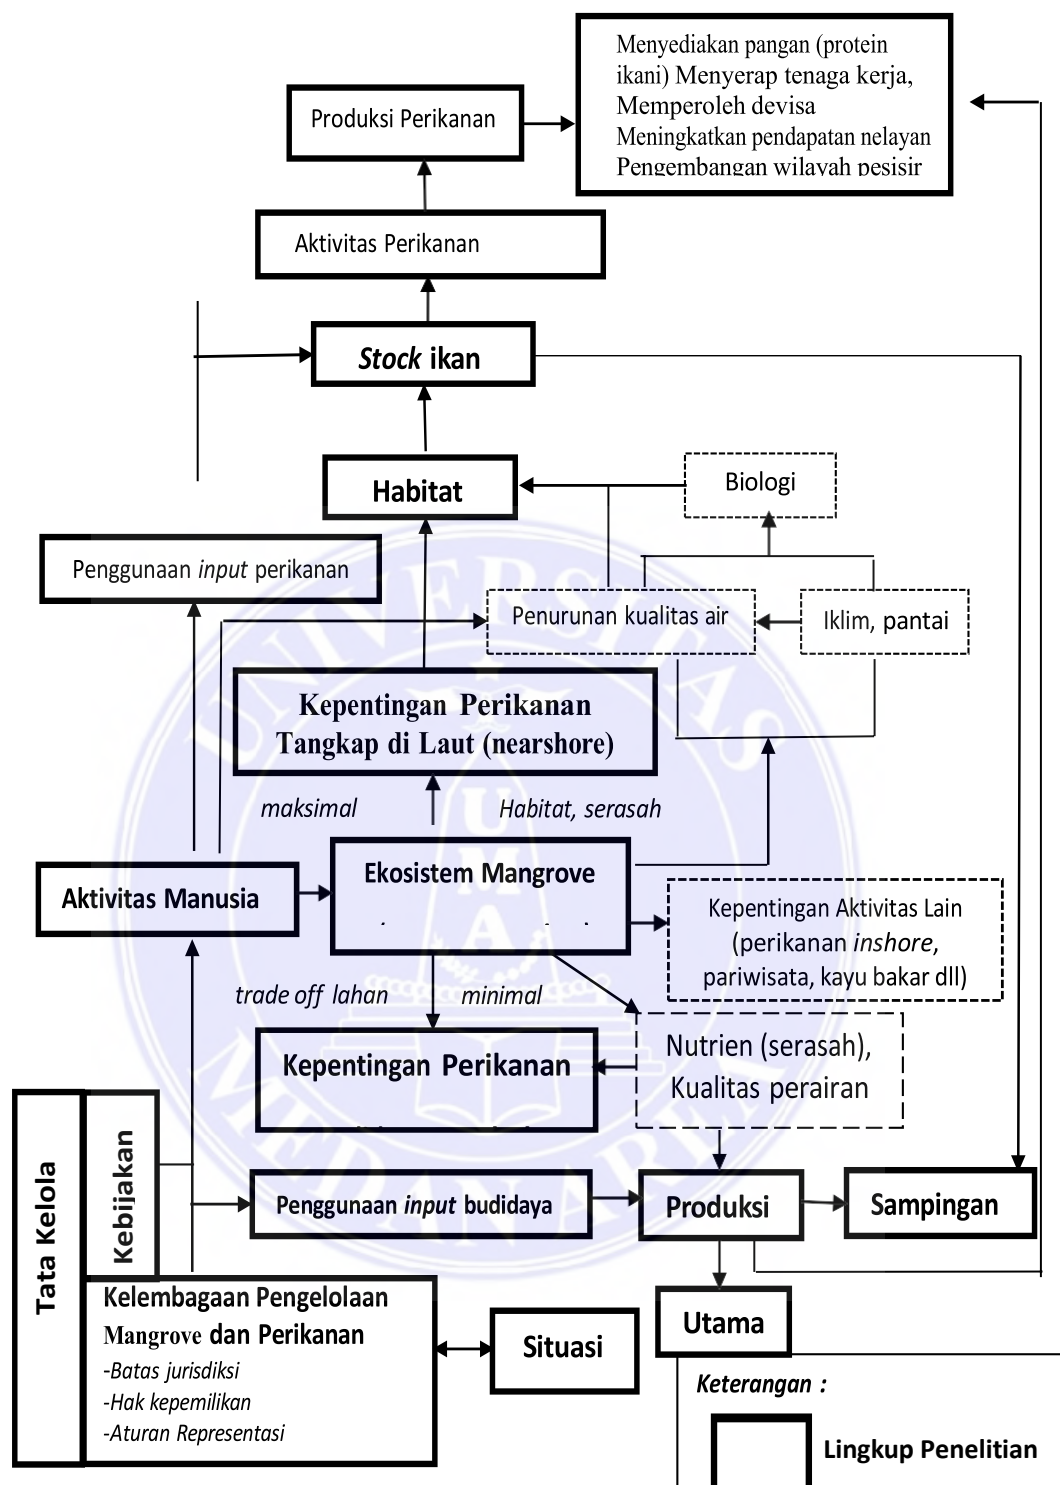 Menyediakan pangan (protein
ikani) Menyerap tenaga kerja,
Memperoleh devisa
Meningkatkan pendapatan nelayan
Pengembangan wilayah pesisir
Produksi Perikanan
Aktivitas Perikanan
Stock ikan
Habitat
Biologi
Penggunaan input perikanan
Penurunan kualitas air
Iklim, pantai
Kepentingan Perikanan
Tangkap di Laut (nearshore)
maksimal
Habitat, serasah
Ekosistem Mangrove
Aktivitas Manusia
Kepentingan Aktivitas Lain
(perikanan inshore,
pariwisata, kayu bakar dll)
trade off lahan
minimal
Nutrien (serasah),
Kualitas perairan
Kepentingan Perikanan
Tata Kelola
Kebijakan
Penggunaan input budidaya
Produksi
Sampingan
Kelembagaan Pengelolaan
Mangrove dan Perikanan
-Batas jurisdiksi
-Hak kepemilikan
-Aturan Representasi
Situasi
Utama
Keterangan :
Lingkup Penelitian
UNIVERSITAS
UMA
MEDAN AREA